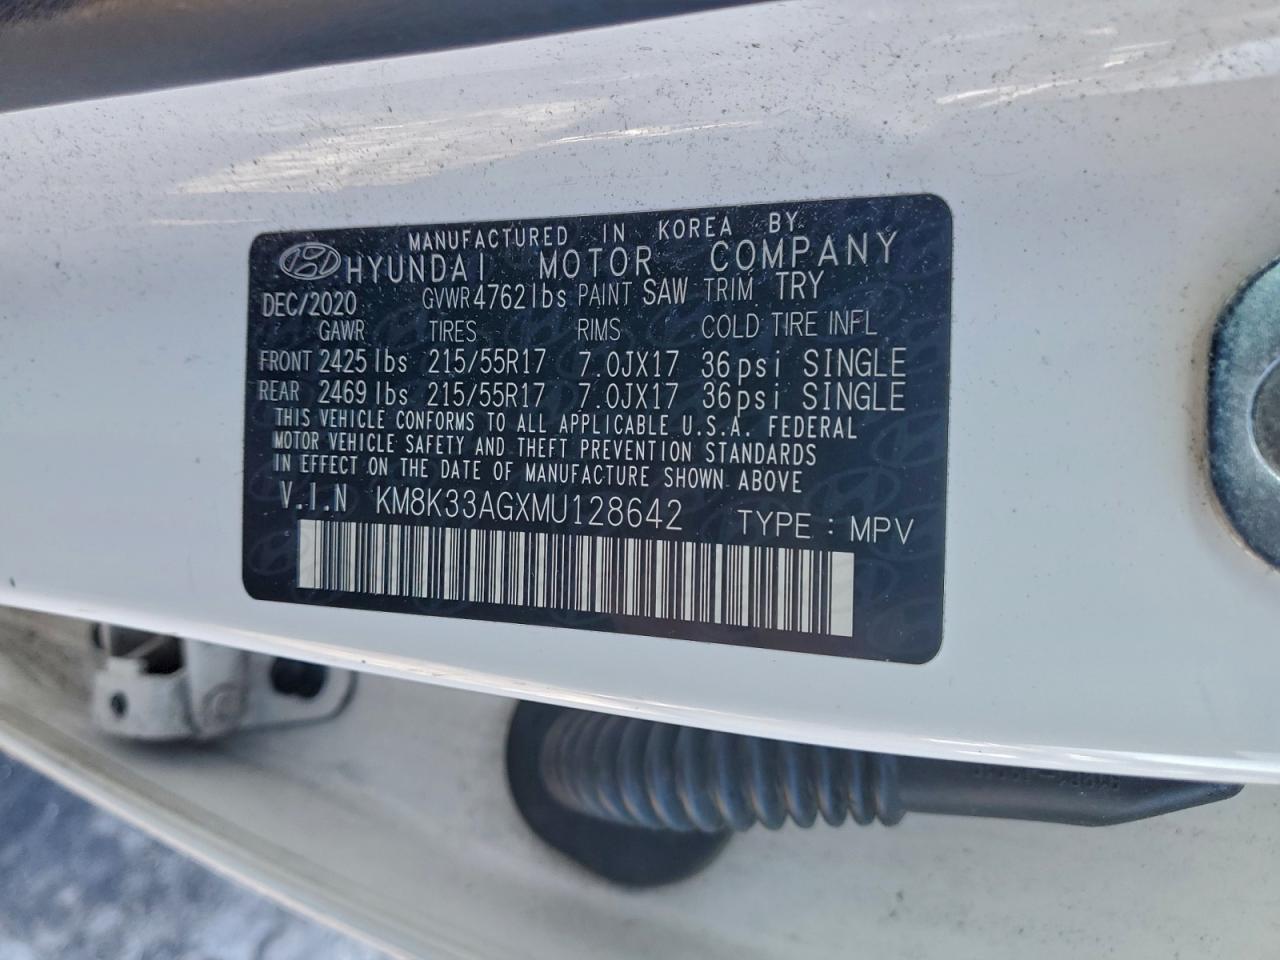 MANUFACTURED IN KOREA BY
HYUNDAI MOTOR COMPANY
DEC/2020 GVWR 4762 lbs PAINT SAW TRIM TRY
GAWR TIRES RIMS COLD TIRE INFL
FRONT 2425 lbs 215/55R17 7.0JX17 36psi SINGLE
REAR 2469 lbs 215/55R17 7.0JX17 36psi SINGLE
THIS VEHICLE CONFORMS TO ALL APPLICABLE U.S.A. FEDERAL
MOTOR VEHICLE SAFETY AND THEFT PREVENTION STANDARDS
IN EFFECT ON THE DATE OF MANUFACTURE SHOWN ABOVE
V.I.N KM8K33AGXMU128642 TYPE : MPV